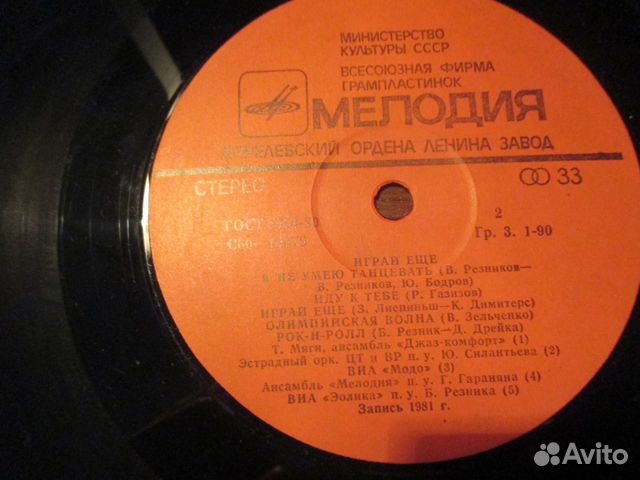 МИНИСТЕРСТВО
КУЛЬТУРЫ СССР
ВСЕСОЮЗНАЯ ФИРМА
ГРАМПЛАСТИНОК
МЕЛОДИЯ
АПРЕЛЕВСКИЙ ОРДЕНА ЛЕНИНА ЗАВОД
СТЕРЕО
33
ГОСТ
2
С60—
Гр. 3. 1-90
ИГРАЙ ЕЩЕ
Я НЕ УМЕЮ ТАНЦЕВАТЬ (В. Резников—
В. Резников, Ю. Бодров)
ИДУ К ТЕБЕ (Р. Газизов)
ИГРАЙ ЕЩЕ (З. Лиепиньш—К. Димитерс)
ОЛИМПИЙСКАЯ ВОЛНА (В. Зельченко)
РОК-Н-РОЛЛ (Б. Резник—Д. Дрейка)
Т. Мяги, ансамбль «Джаз-комфорт» (1)
Эстрадный орк. ЦТ и ВР п у. Ю. Силантьева (2)
ВИА «Модо» (3)
Ансамбль «Мелодия» п у. Г. Гараняна (4)
ВИА «Эолика» п. у. Б. Резника (5)
Запись 1981 г.
Avito